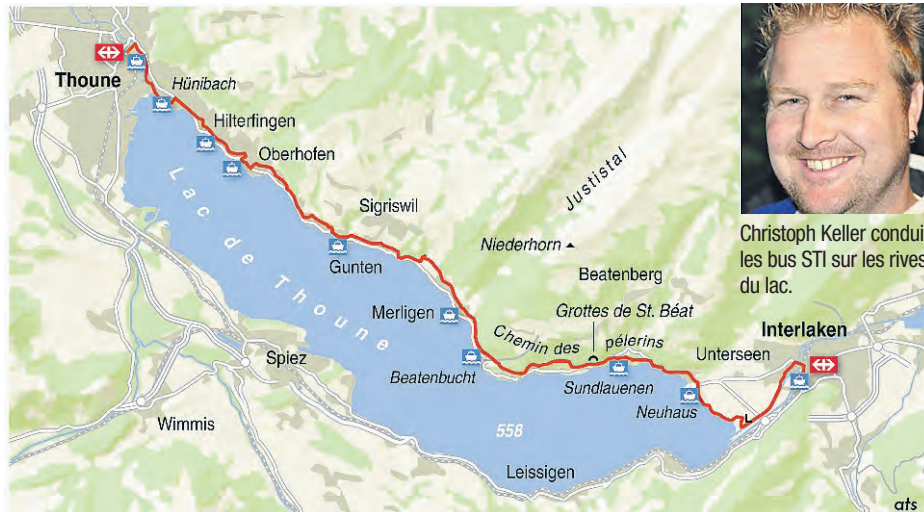 Thoune
Hünibach
Hilterfingen
Oberhofen
Lac de Thoune
Sigriswil
Justistal
Gunten
Niederhorn
Beatenberg
Merligen
Grottes de St. Béat
Chemin des pélerins
Beatenbucht
Sundlauenen
Unterseen
Interlaken
Neuhaus
L
Spiez
Wimmis
558
Leissigen
ats
Christoph Keller condui
les bus STI sur les rives
du lac.